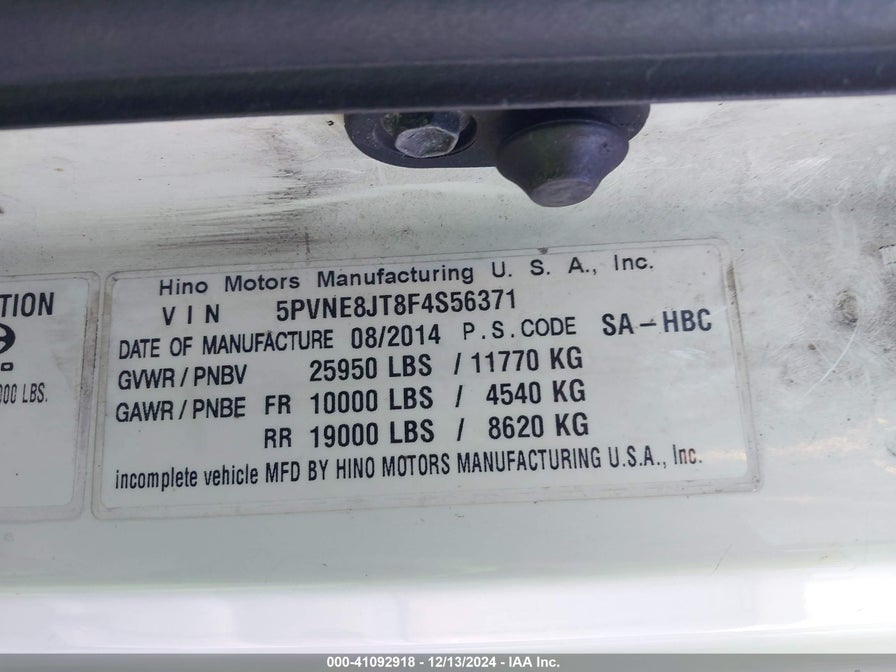 TION
000 LBS.
Hino Motors Manufacturing U. S. A., Inc.
VIN 5PVNE8JT8F4S56371
DATE OF MANUFACTURE 08/2014 P.S.CODE SA-HBC
GVWR/PNBV 25950 LBS / 11770 KG
GAWR/PNBE FR 10000 LBS / 4540 KG
RR 19000 LBS / 8620 KG
incomplete vehicle MFD BY HINO MOTORS MANUFACTURING U.S.A., Inc.
000-41092918 - 12/13/2024 - IAA Inc.